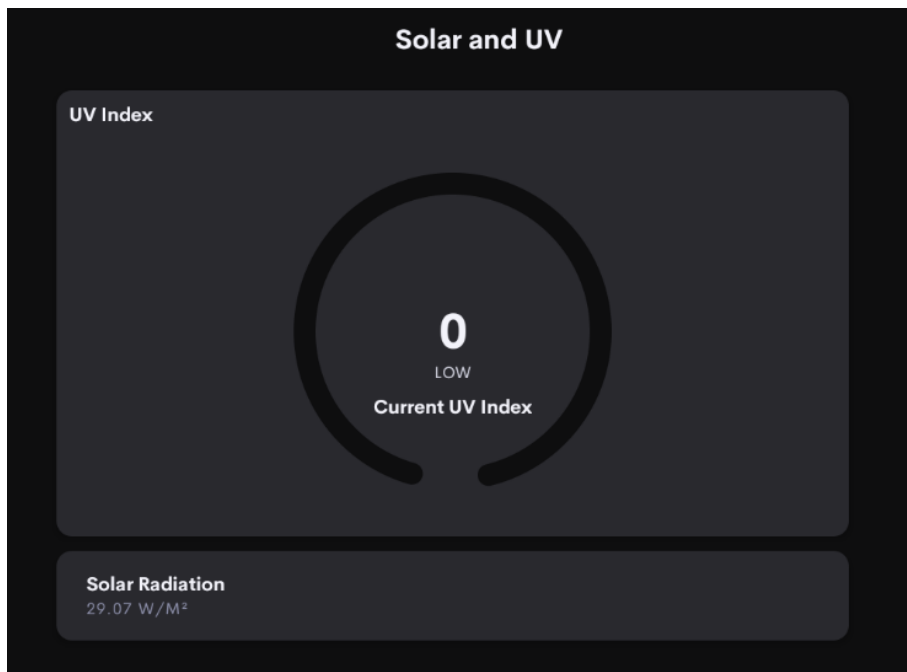 Solar and UV
UV Index
0
LOW
Current UV Index
Solar Radiation
29.07 W/M²